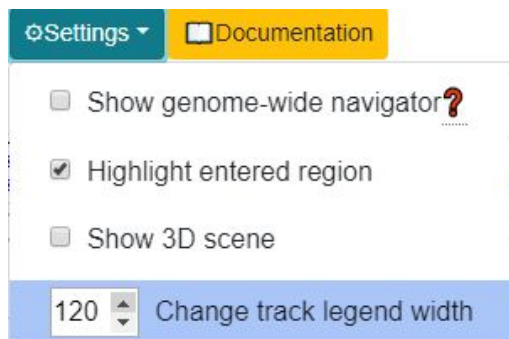 Settings Documentation
Show genome-wide navigator?
Highlight entered region
Show 3D scene
120 Change track legend width